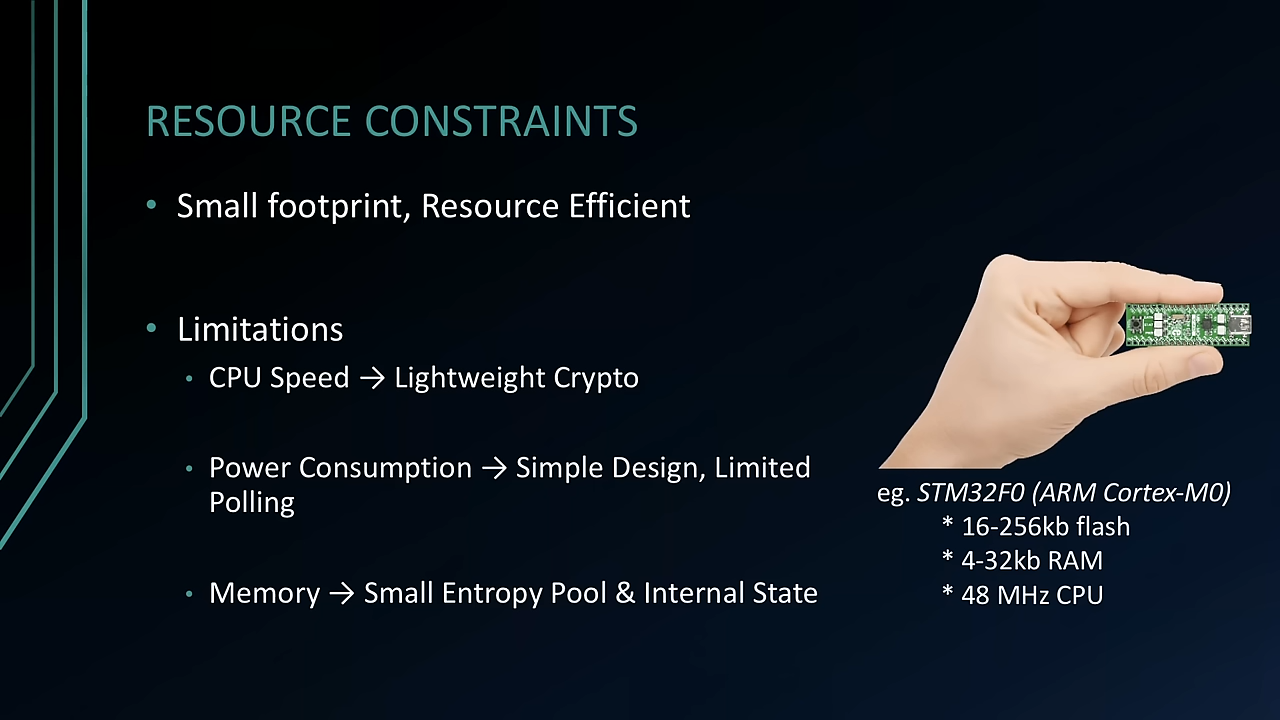 RESOURCE CONSTRAINTS
• Small footprint, Resource Efficient
• Limitations
• CPU Speed → Lightweight Crypto
• Power Consumption → Simple Design, Limited
Polling
• Memory → Small Entropy Pool & Internal State
eg. STM32F0 (ARM Cortex-M0)
* 16-256kb flash
* 4-32kb RAM
* 48 MHz CPU